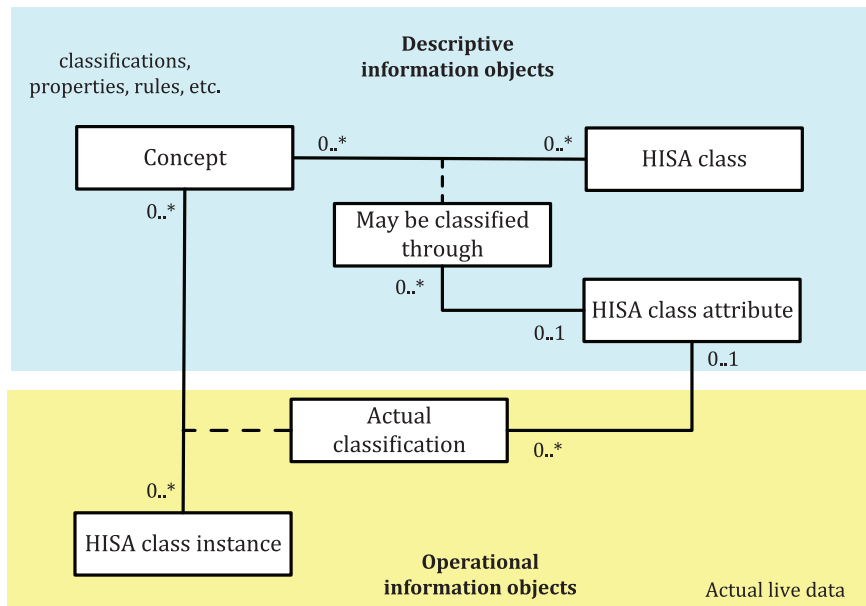 Descriptive
information objects
classifications,
properties, rules, etc.
Concept
0..*
0..*
HISA class
0..*
May be classified
through
0..*
HISA class attribute
0..1
0..1
Actual
classification
0..*
0..*
HISA class instance
Operational
information objects
Actual live data